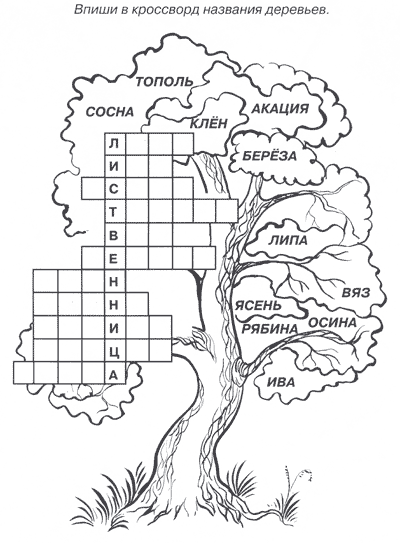 Впиши в кроссворд названия деревьев.
ТОПОЛЬ
СОСНА
АКАЦИЯ
КЛЁН
БЕРЁЗА
Л
И
С
Т
В
Е
Н
Н
И
Ц
А
ЛИПА
ВЯЗ
ЯСЕНЬ
РЯБИНА
ОСИНА
ИВА